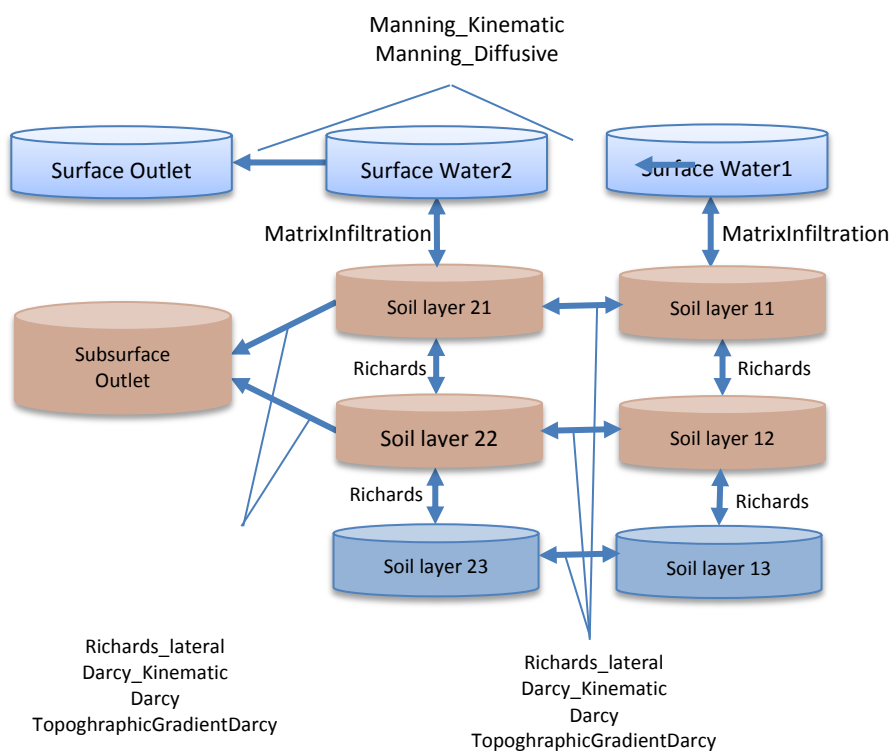 Manning_Kinematic
Manning_Diffusive
Surface Outlet
Surface Water2
Surface Water1
MatrixInfiltration
MatrixInfiltration
Soil layer 21
Soil layer 11
Subsurface
Outlet
Richards
Richards
Soil layer 22
Soil layer 12
Richards
Richards
Soil layer 23
Soil layer 13
Richards_lateral
Darcy_Kinematic
Darcy
TopoghraphicGradientDarcy
Richards_lateral
Darcy_Kinematic
Darcy
TopoghraphicGradientDarcy